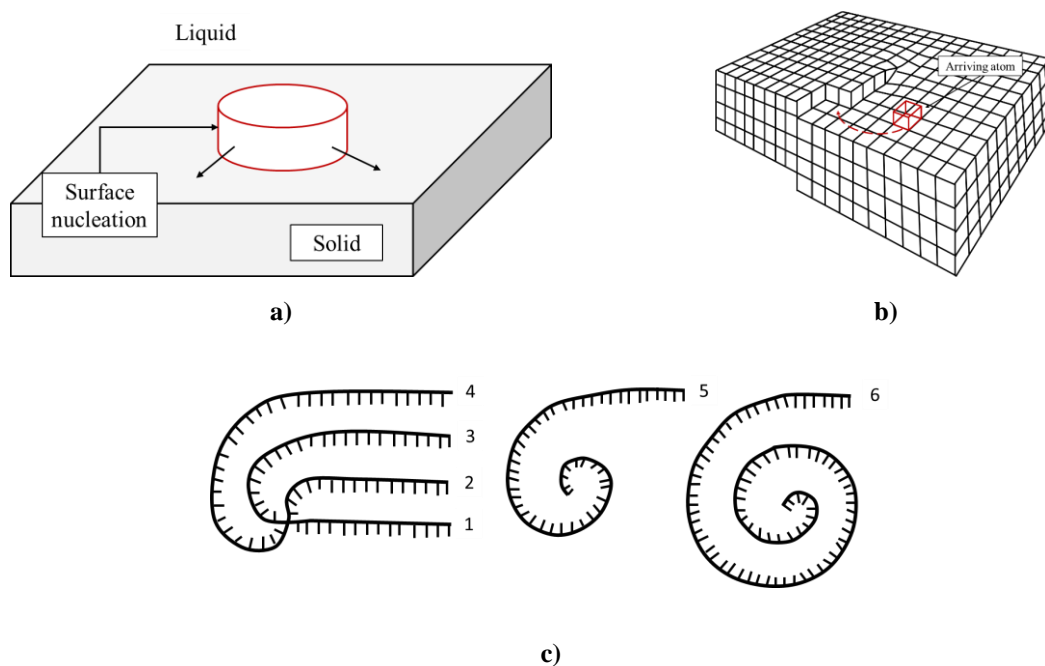 Liquid
Surface
nucleation
Solid
a)
Arriving atom
b)
4
3
2
1
5
6
c)